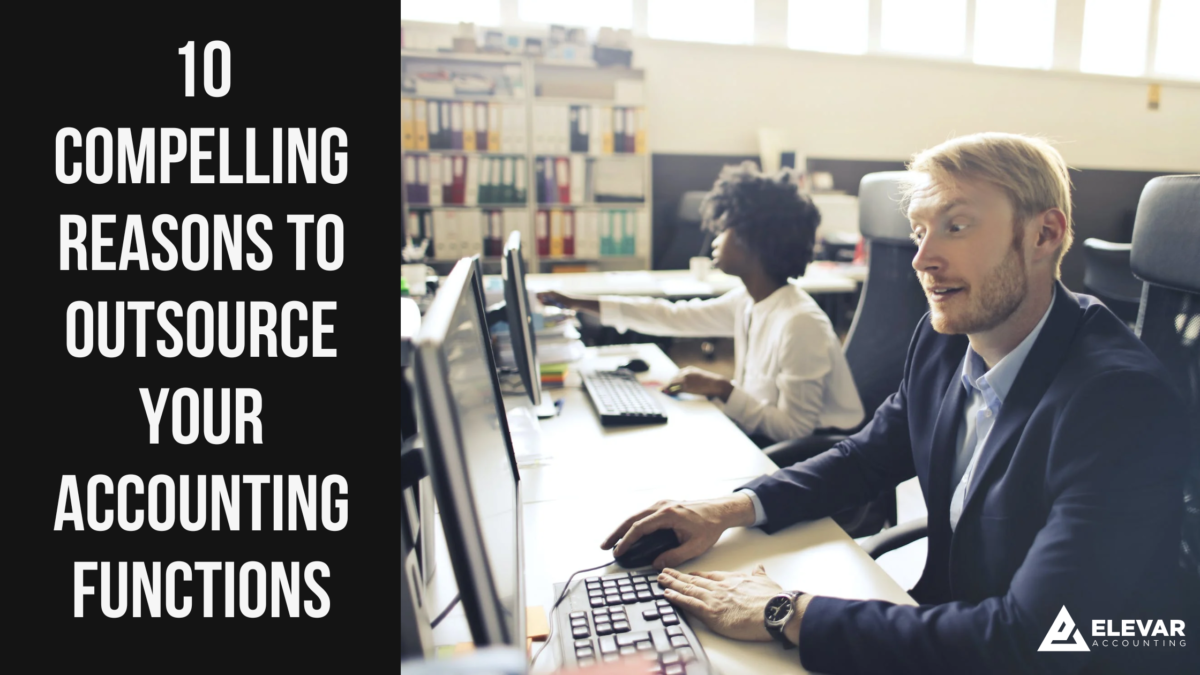 10
COMPELLING
REASONS TO
OUTSOURCE
YOUR
ACCOUNTING
FUNCTIONS
ELEVAR
ACCOUNTING